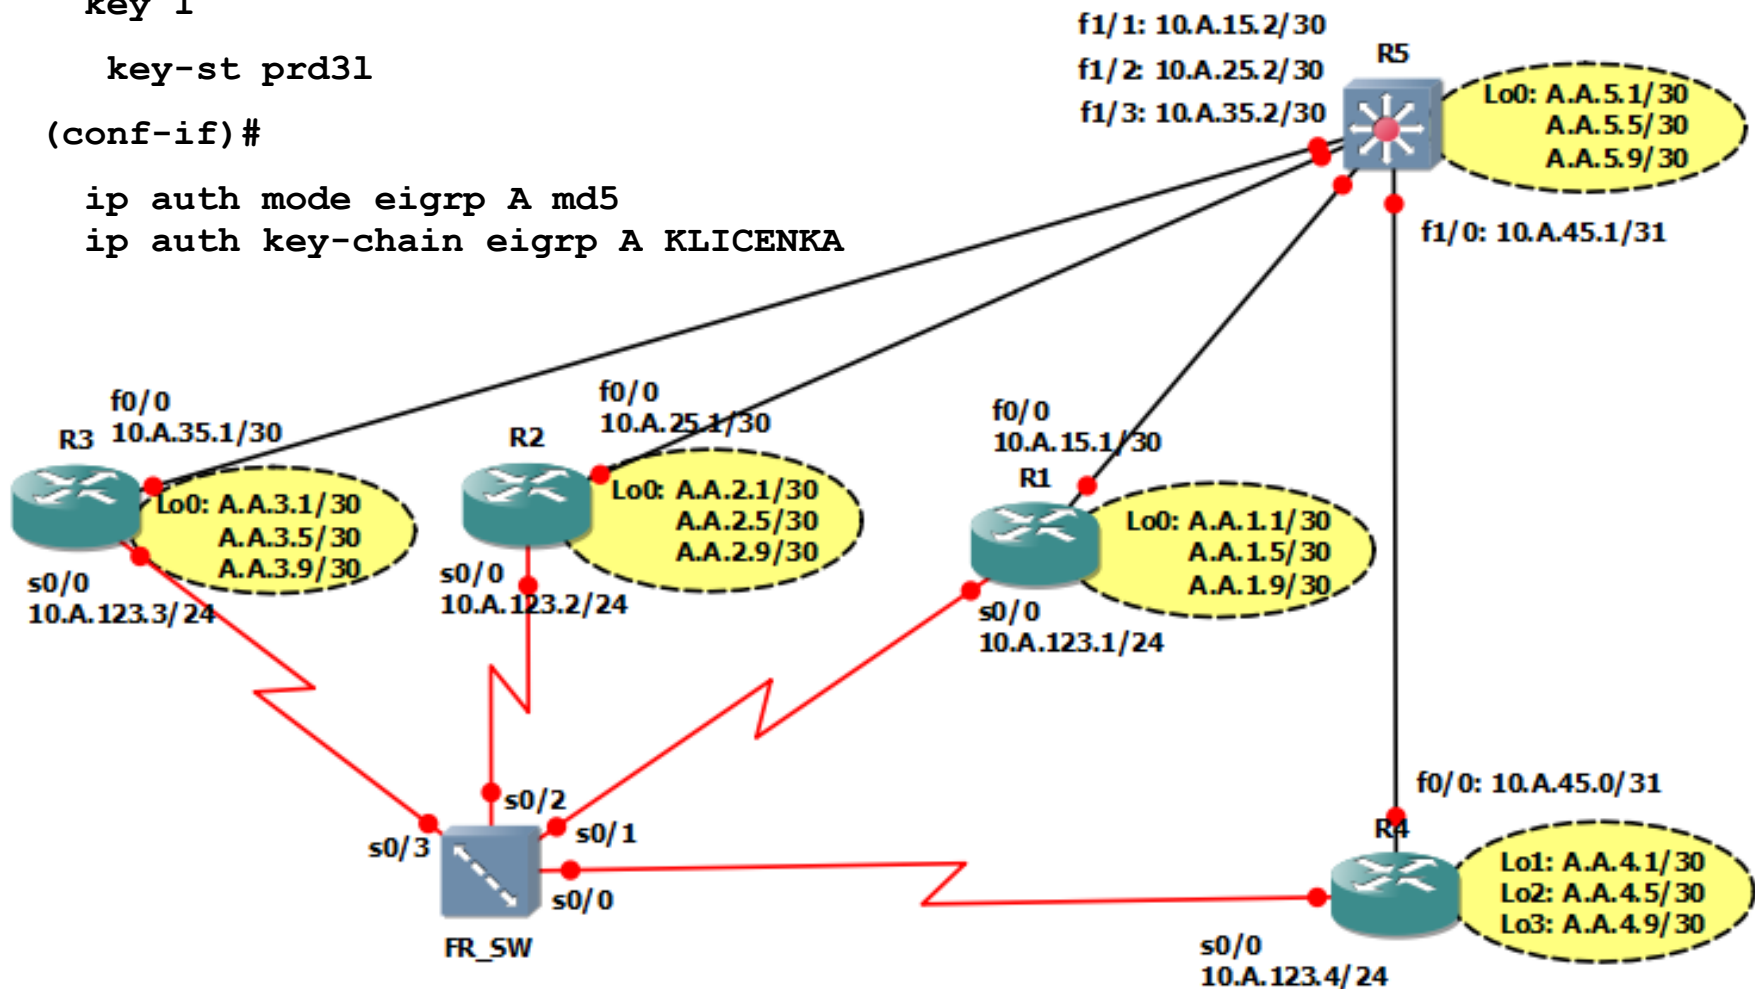 key 1
key-st prd3l
(conf-if)#
ip auth mode eigrp A md5
ip auth key-chain eigrp A KLICENKA
f1/1: 10.A.15.2/30
f1/2: 10.A.25.2/30
f1/3: 10.A.35.2/30
R5
Lo0: A.A.5.1/30
A.A.5.5/30
A.A.5.9/30
f1/0: 10.A.45.1/31
f0/0
10.A.35.1/30
R3
Lo0: A.A.3.1/30
A.A.3.5/30
A.A.3.9/30
s0/0
10.A.123.3/24
f0/0
10.A.25.1/30
R2
Lo0: A.A.2.1/30
A.A.2.5/30
A.A.2.9/30
s0/0
10.A.123.2/24
f0/0
10.A.15.1/30
R1
Lo0: A.A.1.1/30
A.A.1.5/30
A.A.1.9/30
s0/0
10.A.123.1/24
s0/2
s0/1
s0/3
s0/0
FR_SW
f0/0: 10.A.45.0/31
R4
Lo1: A.A.4.1/30
Lo2: A.A.4.5/30
Lo3: A.A.4.9/30
s0/0
10.A.123.4/24